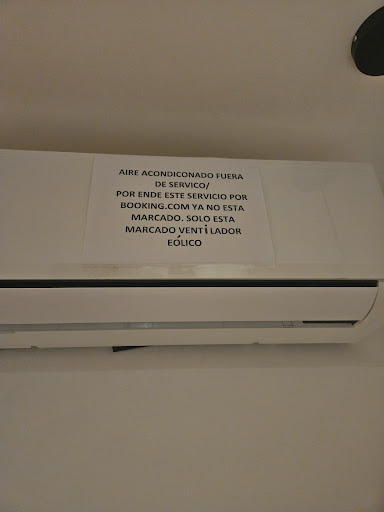 AIRE ACONDICONADO FUERA
DE SERVICO/
POR ENDE ESTE SERVICIO POR
BOOKING.COM YA NO ESTA
MARCADO. SOLO ESTA
MARCADO VENTiLADOR
EÓLICO